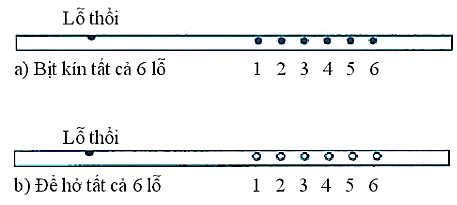 Lỗ thổi
a) Bịt kín tất cả 6 lỗ 1 2 3 4 5 6
Lỗ thổi
b) Để hở tất cả 6 lỗ 1 2 3 4 5 6